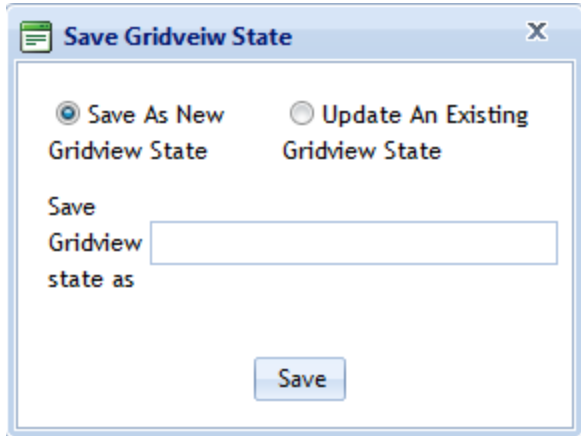 Save Gridveiw State
Save As New Update An Existing
Gridview State Gridview State
Save
Gridview
state as
Save